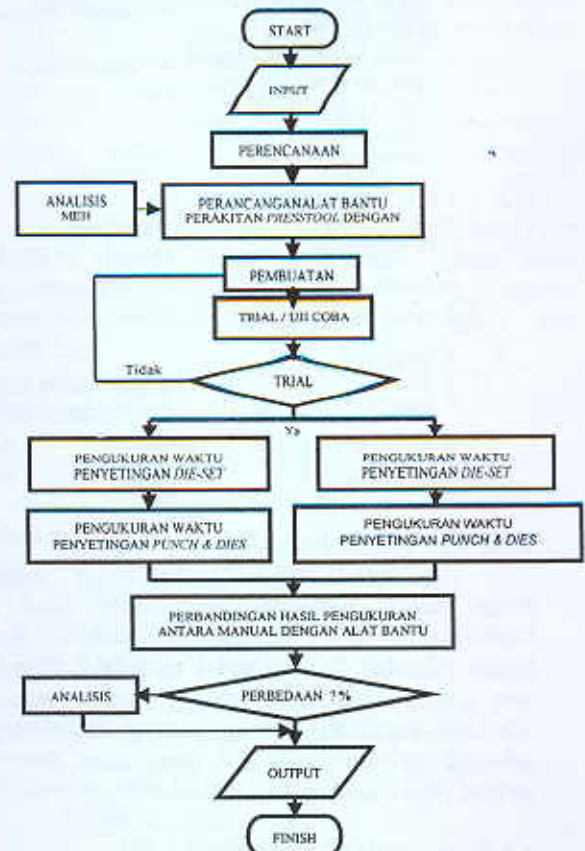 START
INPUT
PERENCANAAN
ANALISIS
PERANCANGANALAT BANTU
PERAKITAN PRESSTOOL DENGAN
PEMBUATAN
TRIAL / UJI COBA
Tidak
TRIAL
Ya
PENGUKURAN WAKTU
PENYETINGAN DIE-SET
PENGUKURAN WAKTU
PENYETINGAN DIE-SET
PENGUKURAN WAKTU
PENYETINGAN PUNCH & DIES
PENGUKURAN WAKTU
PENYETINGAN PUNCH & DIES
PERBANDINGAN HASIL PENGUKURAN
ANTARA MANUAL DENGAN ALAT BANTU
ANALISIS
PERBEDAAN ? %
OUTPUT
FINISH